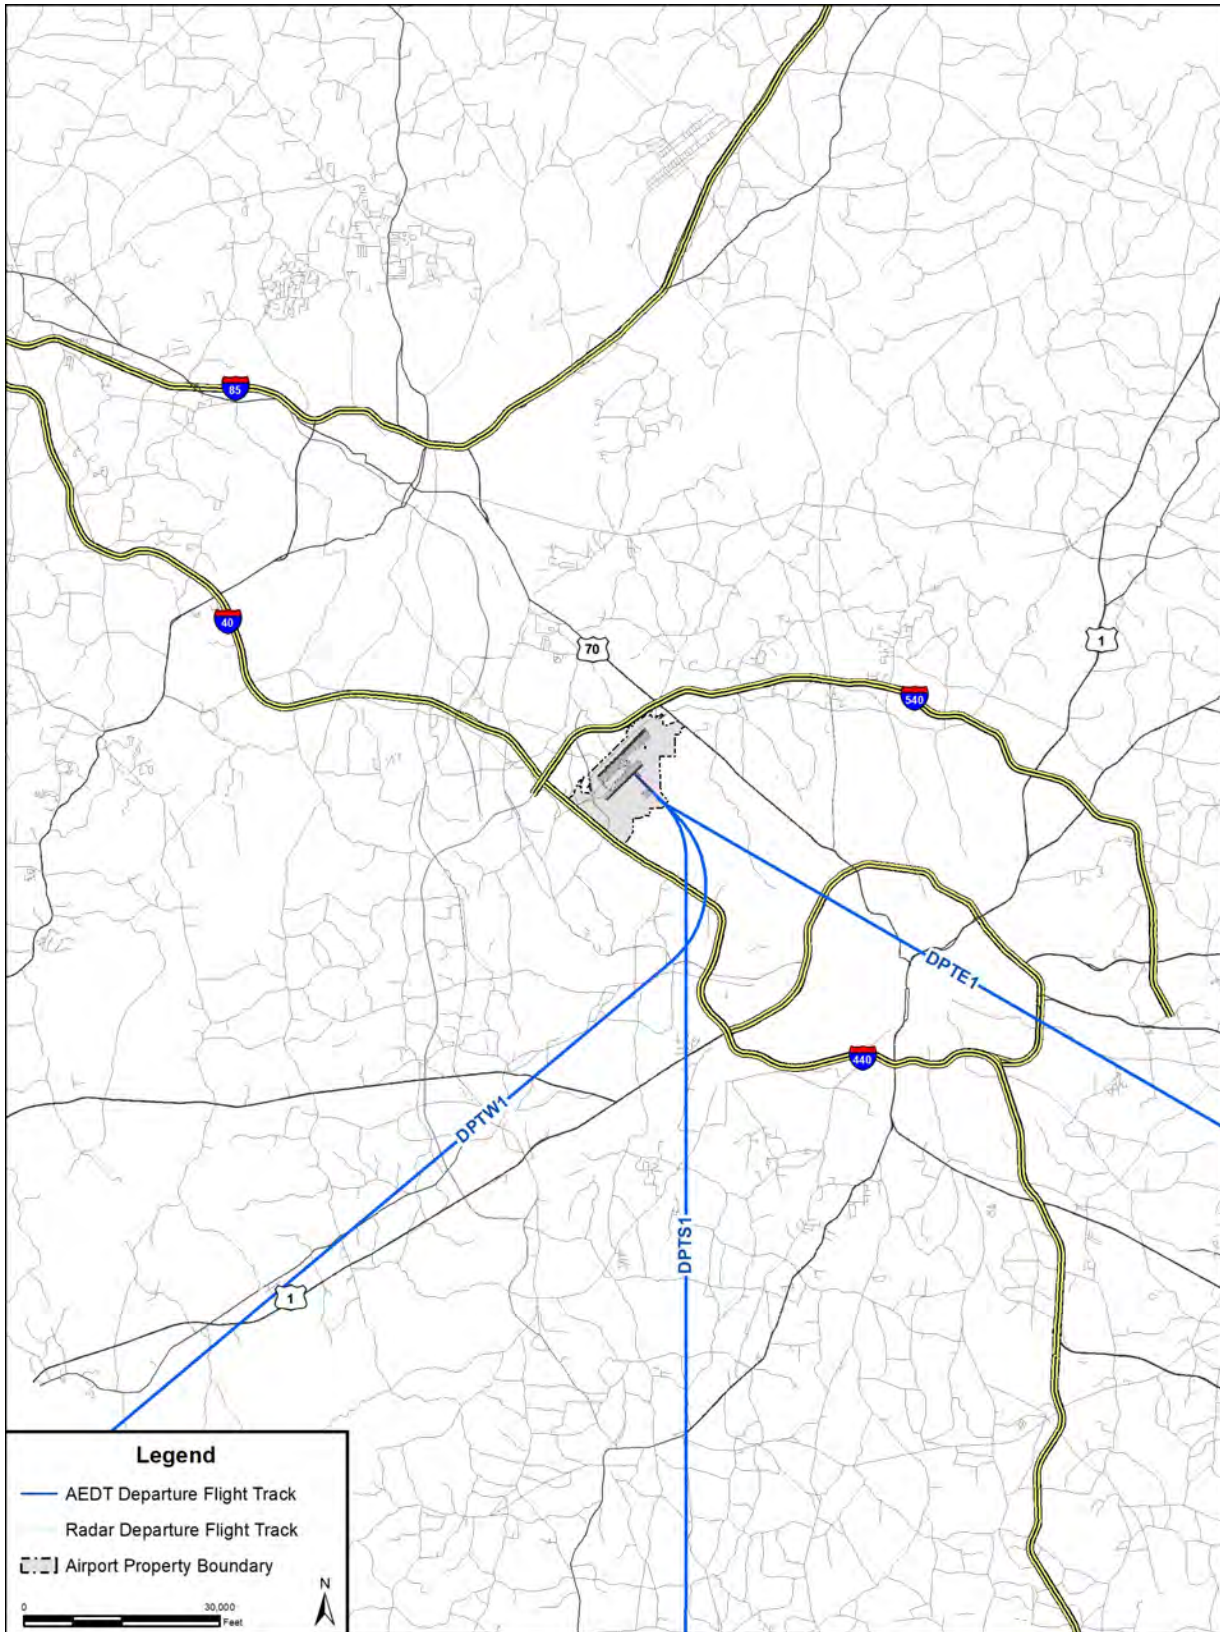 85
40
70
1
540
DPTE1
440
DPTW1
DPTS1
1
Legend
AEDT Departure Flight Track
Radar Departure Flight Track
Airport Property Boundary
N
0 30,000
Feet